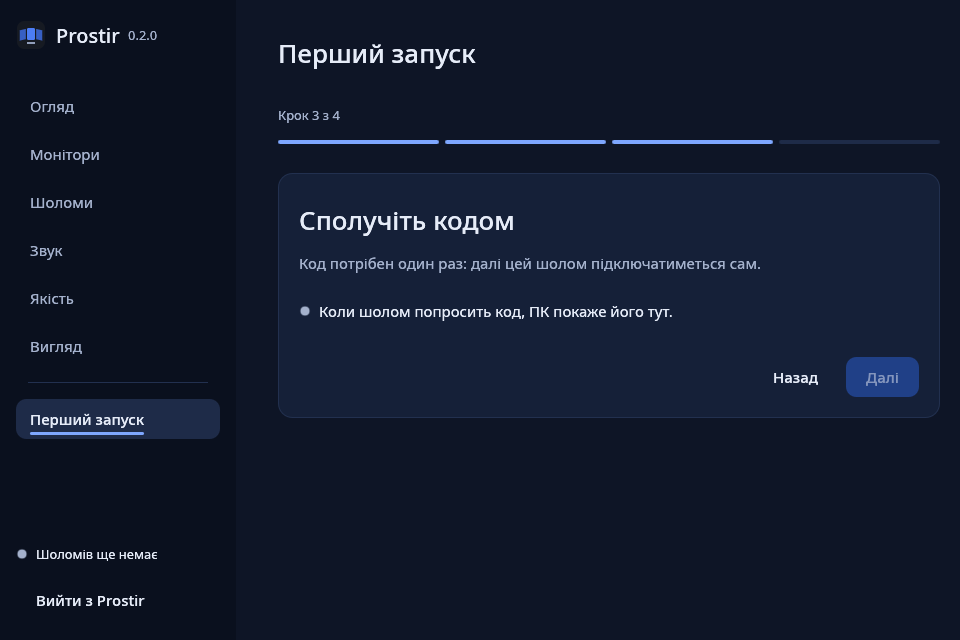 Prostir 0.2.0
Огляд
Монітори
Шоломи
Звук
Якість
Вигляд
Перший запуск
Шоломів ще немає
Вийти з Prostir
Перший запуск
Крок 3 з 4
Сполучіть кодом
Код потрібен один раз: далі цей шолом підключатиметься сам.
Коли шолом попросить код, ПК покаже його тут.
Назад
Далі